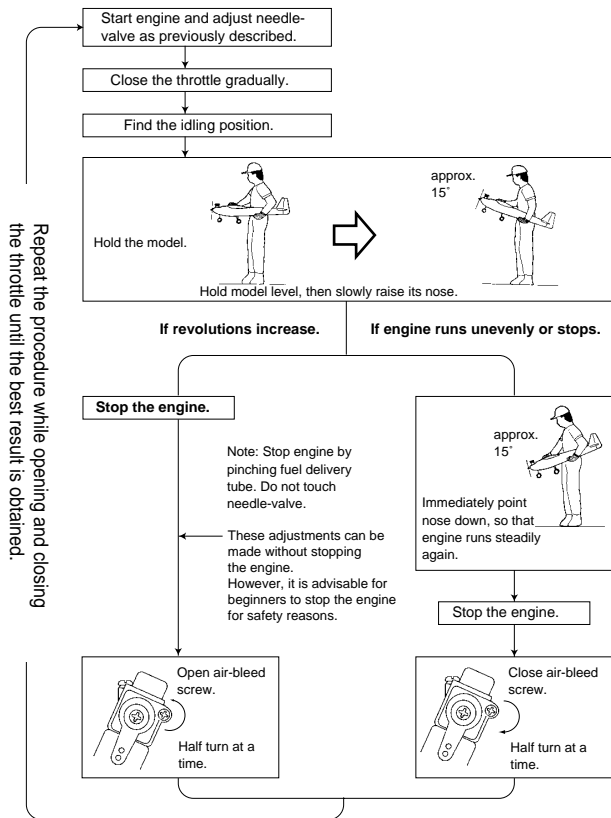 Start engine and adjust needle-
valve as previously described.
Close the throttle gradually.
Find the idling position.
Hold the model.
approx.
15˚
Hold model level, then slowly raise its nose.
If revolutions increase.
If engine runs unevenly or stops.
Stop the engine.
Note: Stop engine by
pinching fuel delivery
tube. Do not touch
needle-valve.
These adjustments can be
made without stopping
the engine.
However, it is advisable for
beginners to stop the engine
for safety reasons.
approx.
15˚
Immediately point
nose down, so that
engine runs steadily
again.
Stop the engine.
Open air-bleed
screw.
Half turn at a
time.
Close air-bleed
screw.
Half turn at a
time.
Repeat the procedure while opening and closing
the throttle until the best result is obtained.